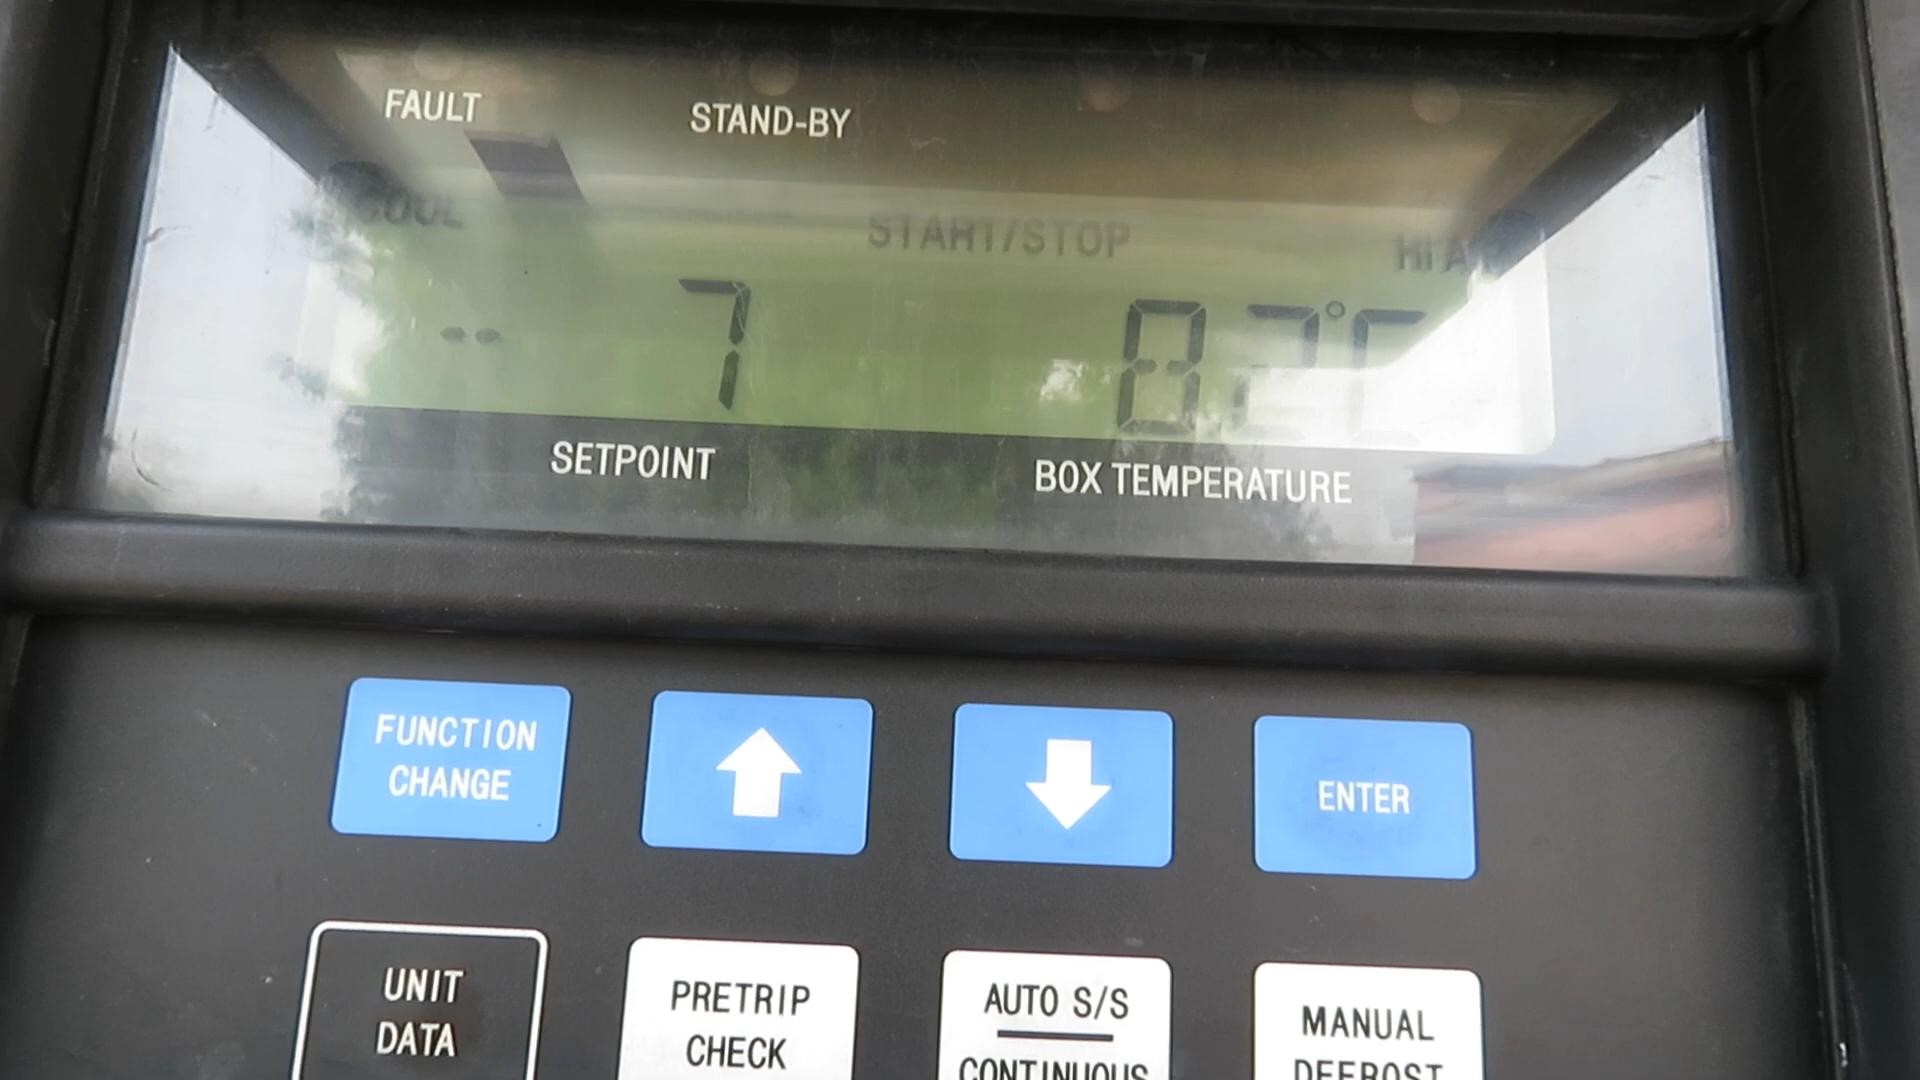 FAULT STAND-BY
COOL START/STOP HI AIR
-- 7 8.2°C
SETPOINT BOX TEMPERATURE
FUNCTION
CHANGE
ENTER
UNIT
DATA
PRETRIP
CHECK
AUTO S/S
CONTINUOUS
MANUAL
DEFROST